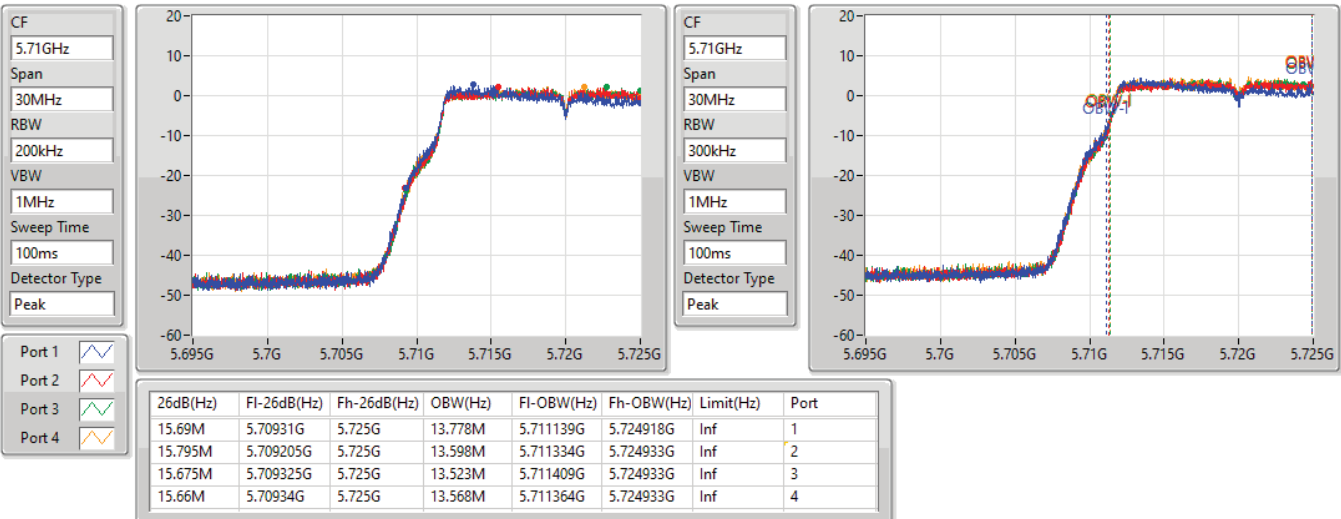 CF
5.71GHz
Span
30MHz
RBW
200kHz
VBW
1MHz
Sweep Time
100ms
Detector Type
Peak
20
10
0
-10
-20
-30
-40
-50
-60
5.695G 5.7G 5.705G 5.71G 5.715G 5.72G 5.725G
CF
5.71GHz
Span
30MHz
RBW
300kHz
VBW
1MHz
Sweep Time
100ms
Detector Type
Peak
20
10
0
-10
-20
-30
-40
-50
-60
5.695G 5.7G 5.705G 5.71G 5.715G 5.72G 5.725G
OBW-l
OBW
Port 1
Port 2
Port 3
Port 4
26dB(Hz) Fl-26dB(Hz) Fh-26dB(Hz) OBW(Hz) Fl-OBW(Hz) Fh-OBW(Hz) Limit(Hz) Port
15.69M 5.70931G 5.725G 13.778M 5.711139G 5.724918G Inf 1
15.795M 5.709205G 5.725G 13.598M 5.711334G 5.724933G Inf 2
15.675M 5.709325G 5.725G 13.523M 5.711409G 5.724933G Inf 3
15.66M 5.70934G 5.725G 13.568M 5.711364G 5.724933G Inf 4